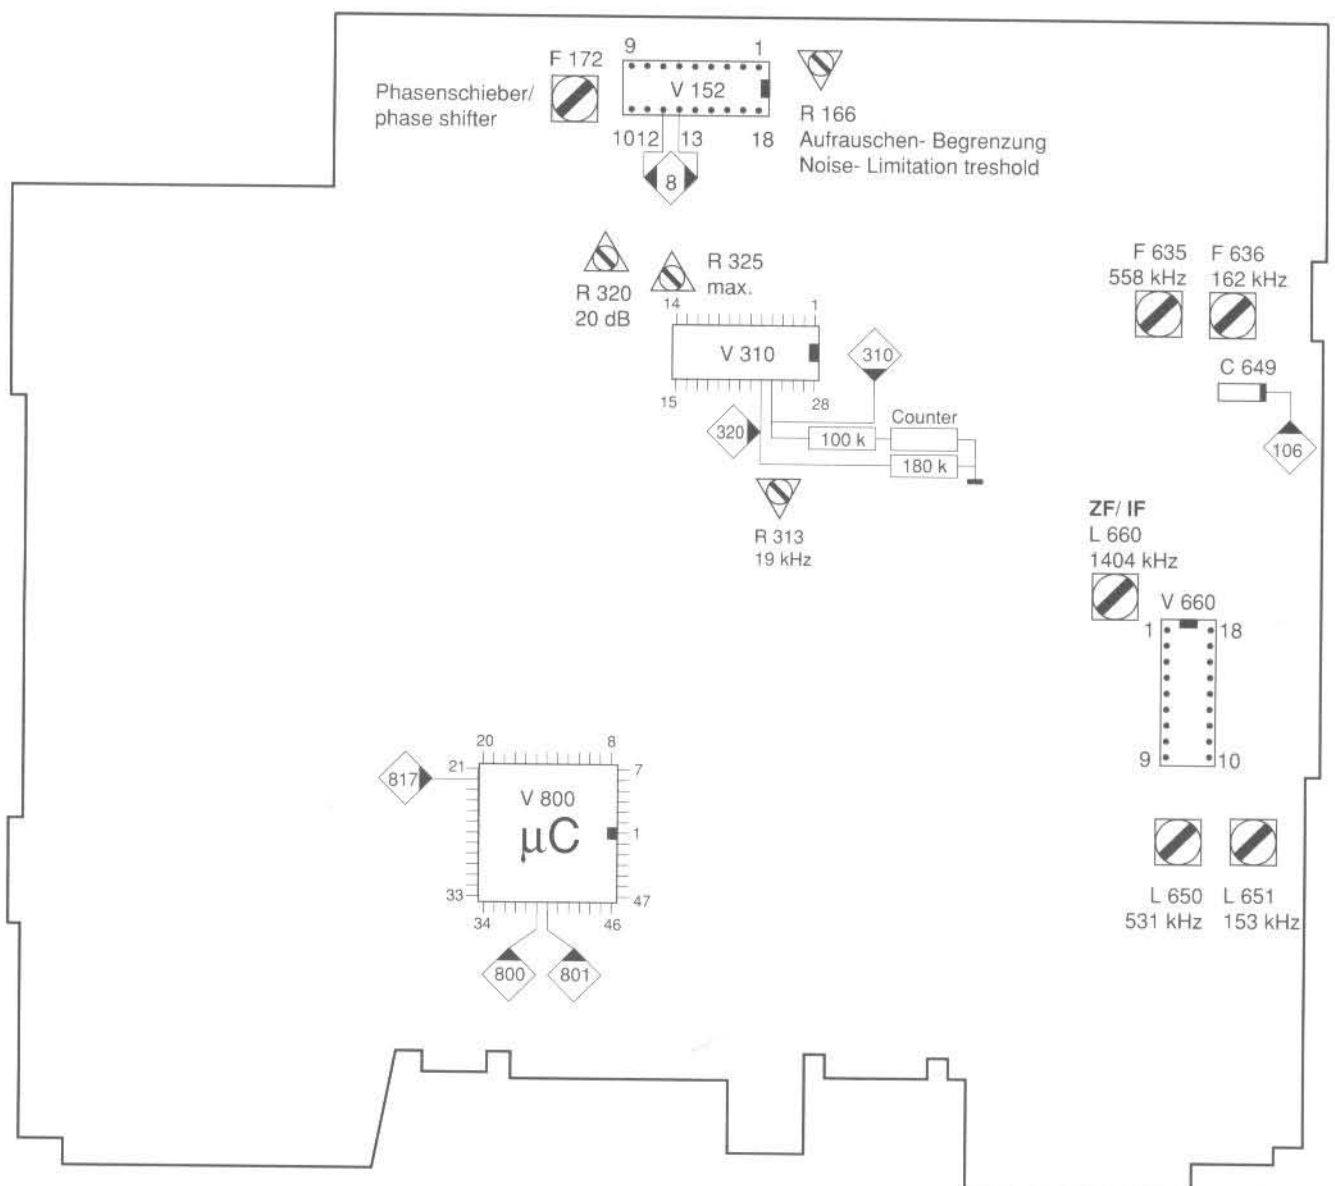 9 1
F 172
V 152
Phasenschieber/
phase shifter
10 12 13 18
8
R 166
Aufrauschen- Begrenzung
Noise- Limitation treshold
R 320
20 dB
R 325
max.
14 1
V 310
15 28
310
320
Counter
100 k
180 k
R 313
19 kHz
F 635
558 kHz
F 636
162 kHz
C 649
106
ZF/ IF
L 660
1404 kHz
V 660
1 18
9 10
20 8
21 7
817
V 800
µC
1
33 47
34 46
800 801
L 650
531 kHz
L 651
153 kHz